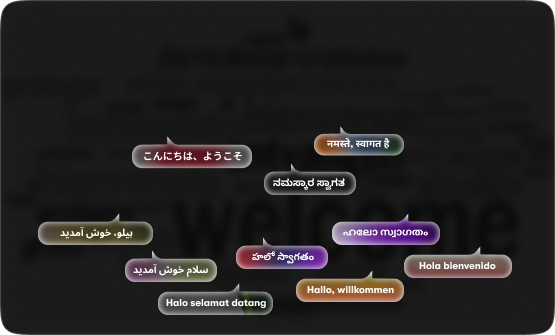 नमस्ते, स्वागत है
こんにちは、ようこそ
ನಮಸ್ಕಾರ ಸ್ವಾಗತ
بيلو، خوش آمدید
ഹലോ സ്വാഗതം
హలో స్వాగతం
سلام خوش آمدید
Hola bienvenido
Hallo, willkommen
Halo selamat datang
welcome